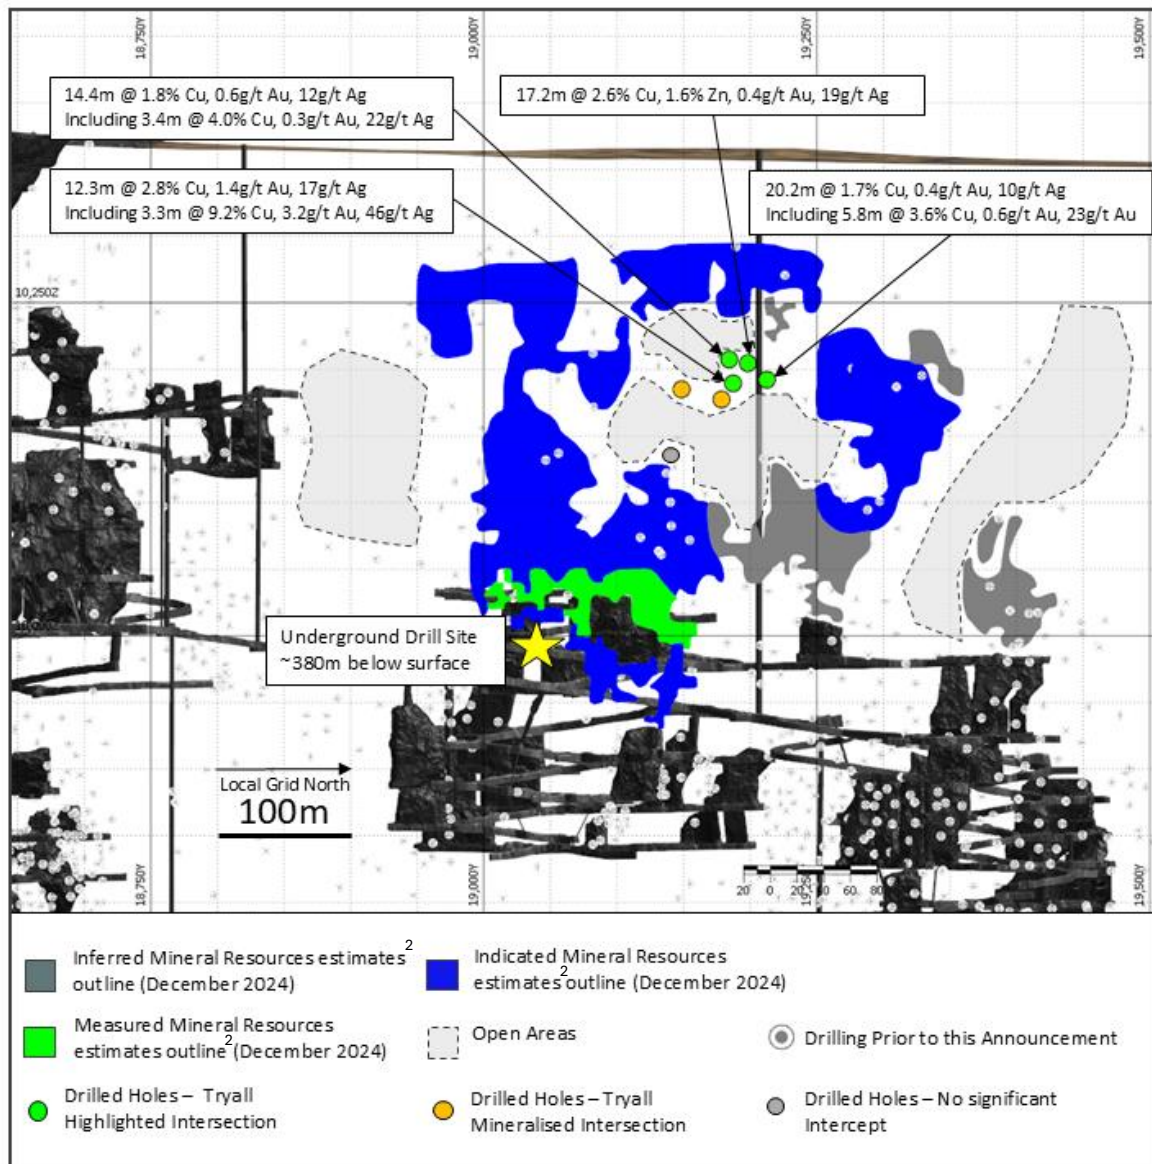 18,750Y
19,000Y
19,250Y
19,500Y
14.4m @ 1.8% Cu, 0.6g/t Au, 12g/t Ag
Including 3.4m @ 4.0% Cu, 0.3g/t Au, 22g/t Ag
17.2m @ 2.6% Cu, 1.6% Zn, 0.4g/t Au, 19g/t Ag
12.3m @ 2.8% Cu, 1.4g/t Au, 17g/t Ag
Including 3.3m @ 9.2% Cu, 3.2g/t Au, 46g/t Ag
20.2m @ 1.7% Cu, 0.4g/t Au, 10g/t Ag
Including 5.8m @ 3.6% Cu, 0.6g/t Au, 23g/t Au
10,250Z
Underground Drill Site
~380m below surface
Local Grid North
100m
18,750Y
19,000Y
19,500Y
20 0 20 40 60 80
Inferred Mineral Resources estimates2
outline (December 2024)
Indicated Mineral Resources
estimates2 outline (December 2024)
Measured Mineral Resources
estimates outline2 (December 2024)
Open Areas
Drilling Prior to this Announcement
Drilled Holes – Tryall
Highlighted Intersection
Drilled Holes – Tryall
Mineralised Intersection
Drilled Holes – No significant
Intercept